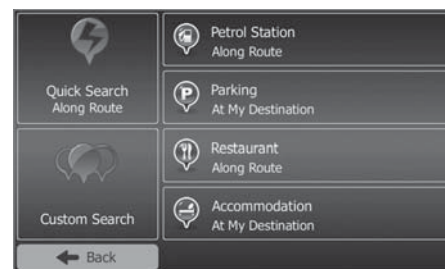 Quick Search
Along Route
Custom Search
Back
Petrol Station
Along Route
P
Parking
At My Destination
Restaurant
Along Route
Accommodation
At My Destination